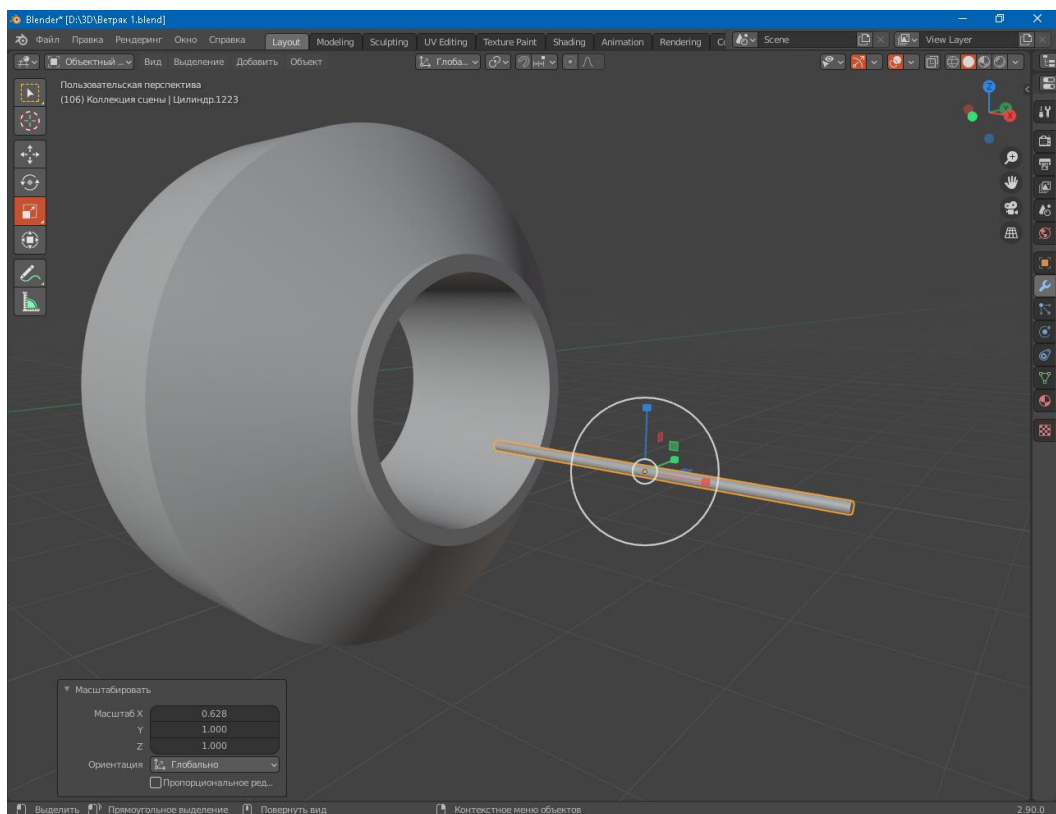 Blender* [D:\3D\Ветряк 1.blend]
Файл Правка Рендеринг Окно Справка Layout Modeling Sculpting UV Editing Texture Paint Shading Animation Rendering Scene View Layer
Объектный ... Вид Выделение Добавить Объект Глоба...
Пользовательская перспектива
(106) Коллекция сцены | Цилиндр.1223
Z
Y
X
Масштабировать
Масштаб X 0.628
Y 1.000
Z 1.000
Ориентация Глобально
Пропорциональное ред...
Выделить Прямоугольное выделение Повернуть вид Контекстное меню объектов 2.90.0